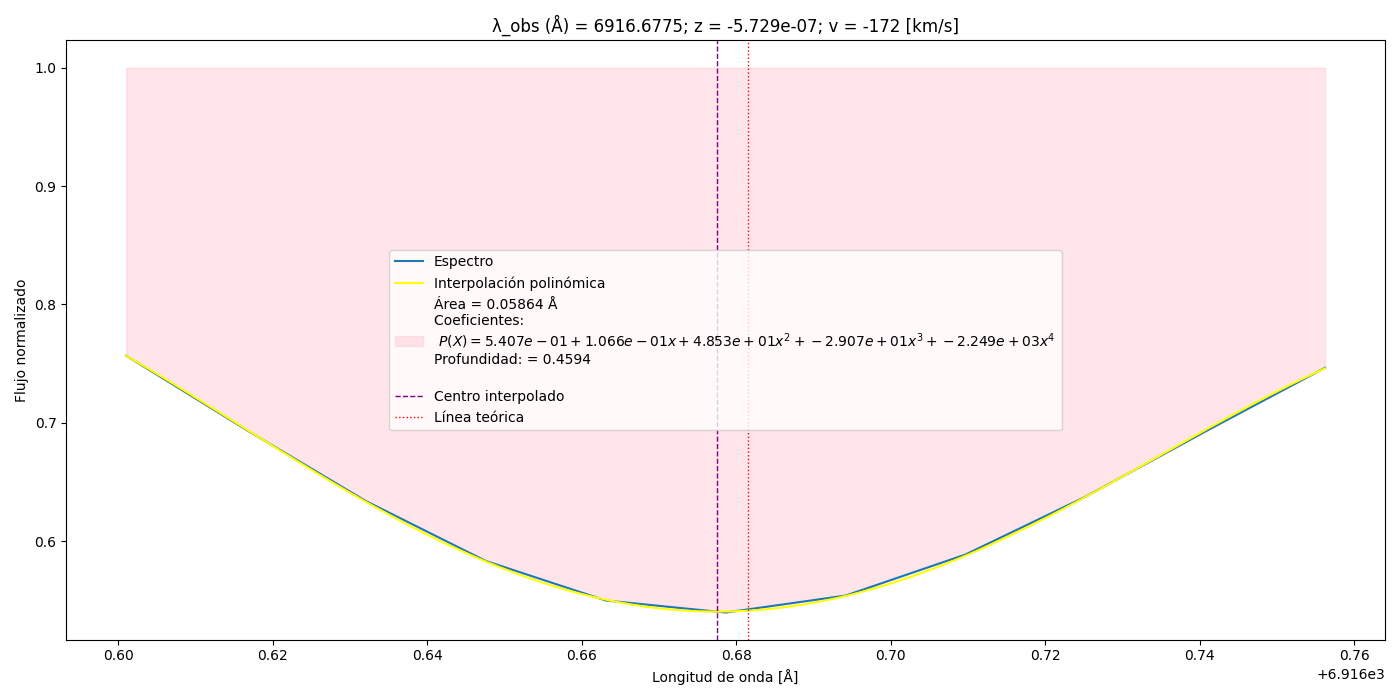 λ_obs (Å) = 6916.6775; z = -5.729e-07; v = -172 [km/s]
Flujo normalizado
1.0
0.9
0.8
0.7
0.6
Espectro
Interpolación polinómica
Área = 0.05864 Å
Coeficientes:
P(X) = 5.407e − 01 + 1.066e − 01x + 4.853e + 01x² + −2.907e + 01x³ + −2.249e + 03x⁴
Profundidad: = 0.4594
Centro interpolado
Línea teórica
0.60 0.62 0.64 0.66 0.68 0.70 0.72 0.74 0.76
+6.916e3
Longitud de onda [Å]